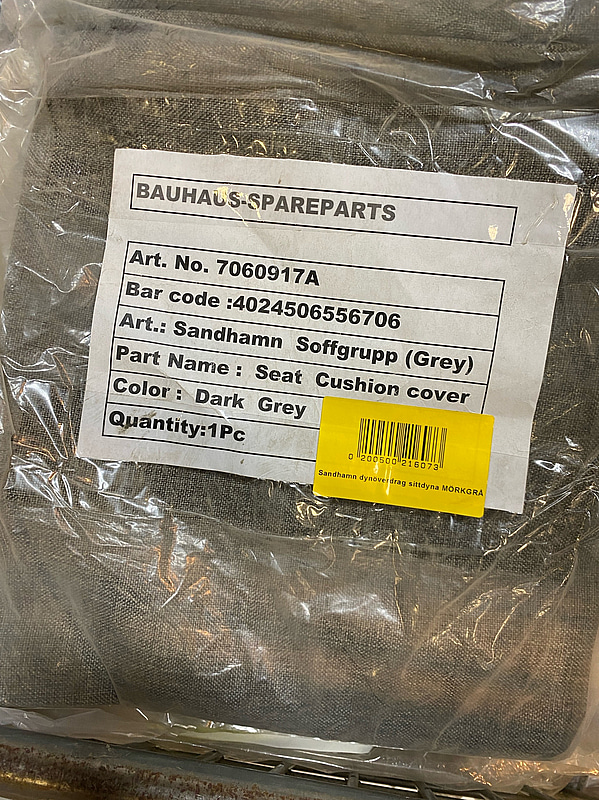 BAUHAUS-SPAREPARTS
Art. No. 7060917A
Bar code :4024506556706
Art.: Sandhamn Soffgrupp (Grey)
Part Name : Seat Cushion cover
Color : Dark Grey
Quantity:1Pc
0 200500 216073
Sandhamn dynöverdrag sittdyna MÖRKGRÅ